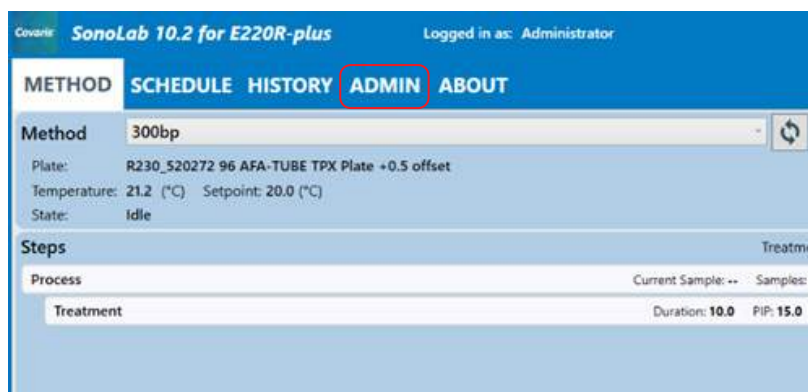 Covaris SonoLab 10.2 for E220R-plus Logged in as: Administrator
METHOD SCHEDULE HISTORY ADMIN ABOUT
Method 300bp
Plate: R230_520272 96 AFA-TUBE TPX Plate +0.5 offset
Temperature: 21.2 (°C) Setpoint: 20.0 (°C)
State: Idle
Steps Treatm
Process Current Sample: -- Samples:
Treatment Duration: 10.0 PIP: 15.0